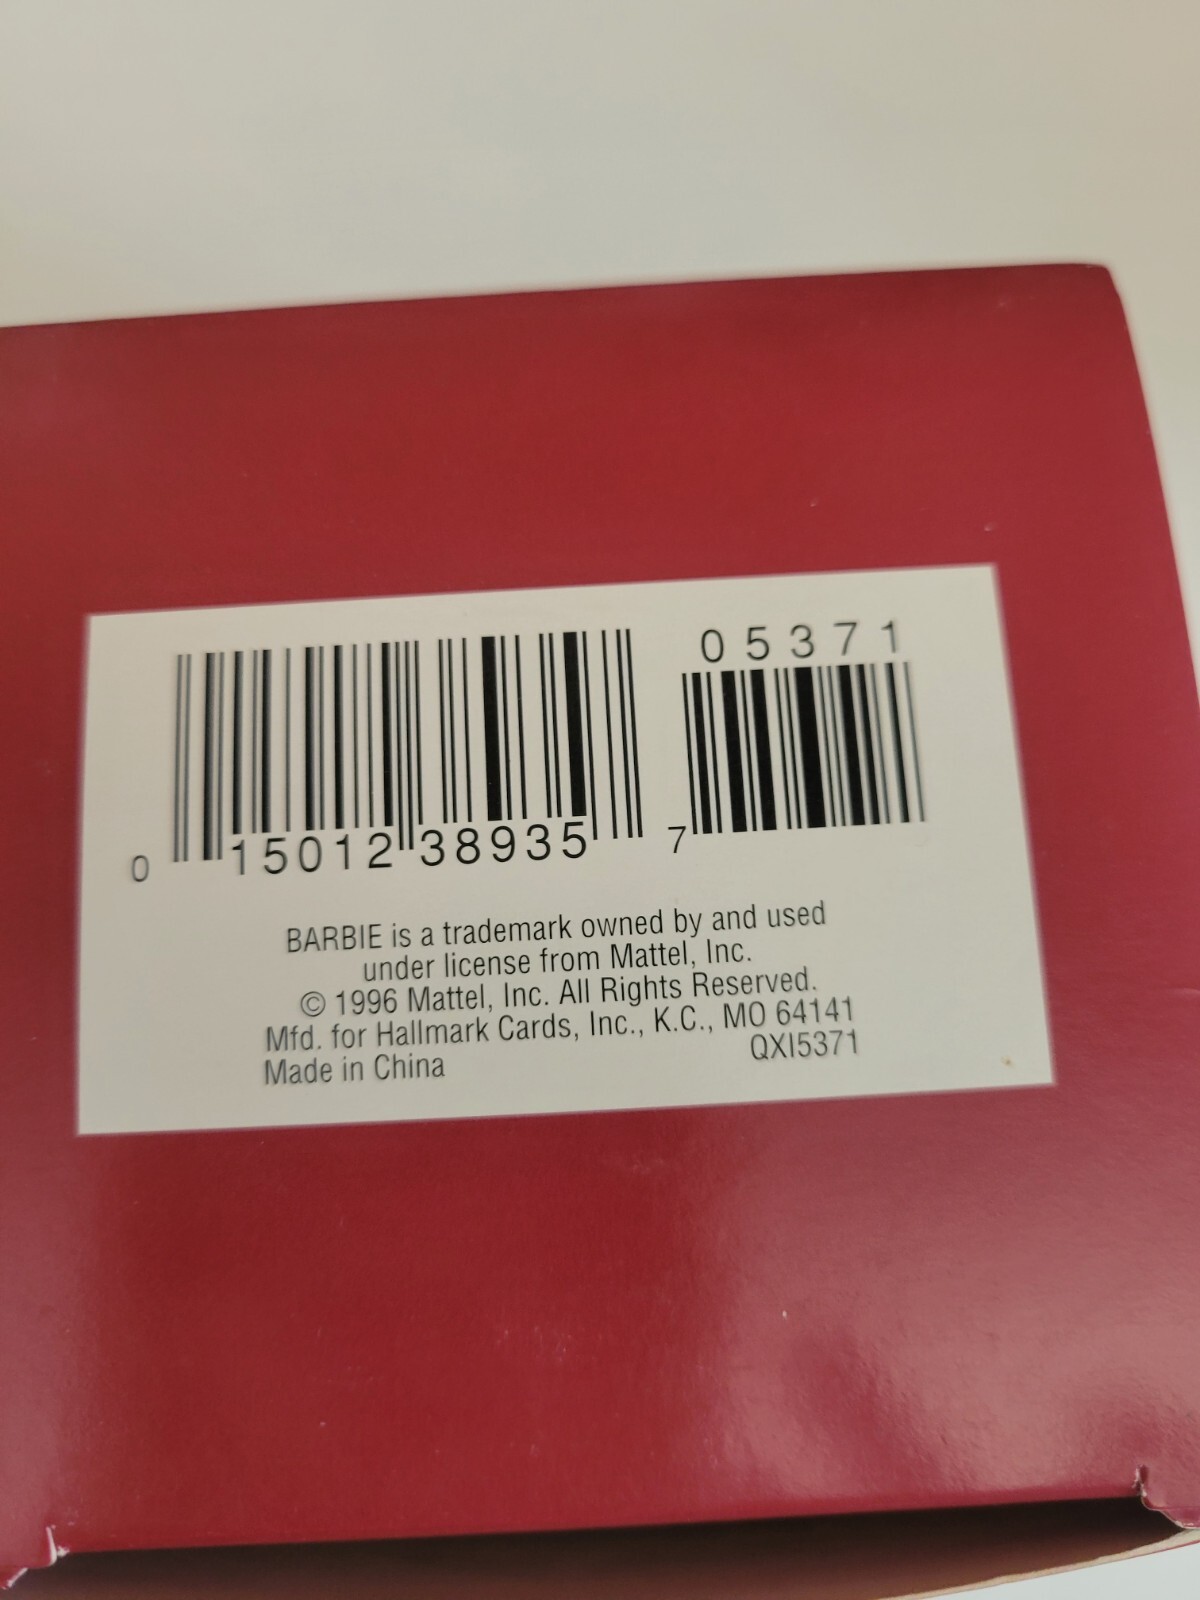 05371
0 15012 38935 7
BARBIE is a trademark owned by and used
under license from Mattel, Inc.
© 1996 Mattel, Inc. All Rights Reserved.
Mfd. for Hallmark Cards, Inc., K.C., MO 64141
Made in China QXI5371